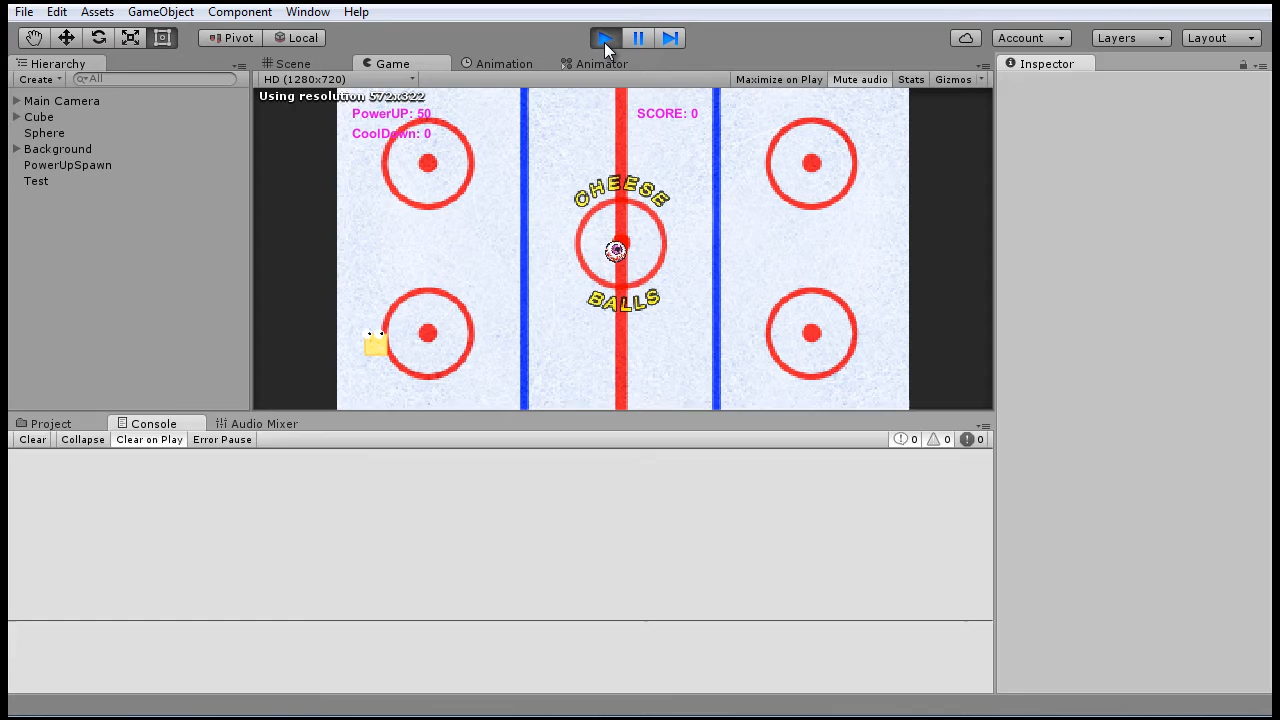 File Edit Assets GameObject Component Window Help
Pivot Local Account Layers Layout
Hierarchy Scene Game Animation Animator Inspector
Create All HD (1280x720) Maximize on Play Mute audio Stats Gizmos
Using resolution 572x322
Main Camera
Cube
Sphere
Background
PowerUpSpawn
Test
PowerUP: 50 SCORE: 0
CoolDown: 0
CHEESE
BALLS
Project Console Audio Mixer
Clear Collapse Clear on Play Error Pause 0 0 0